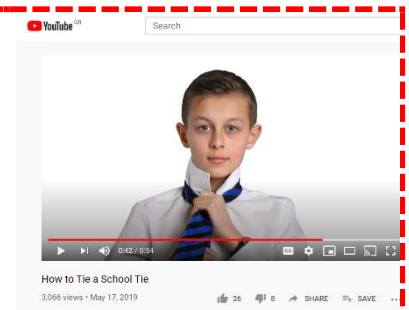 YouTube GR
Search
0:42 / 0:54
How to Tie a School Tie
3,066 views • May 17, 2019
26 8 SHARE SAVE ...